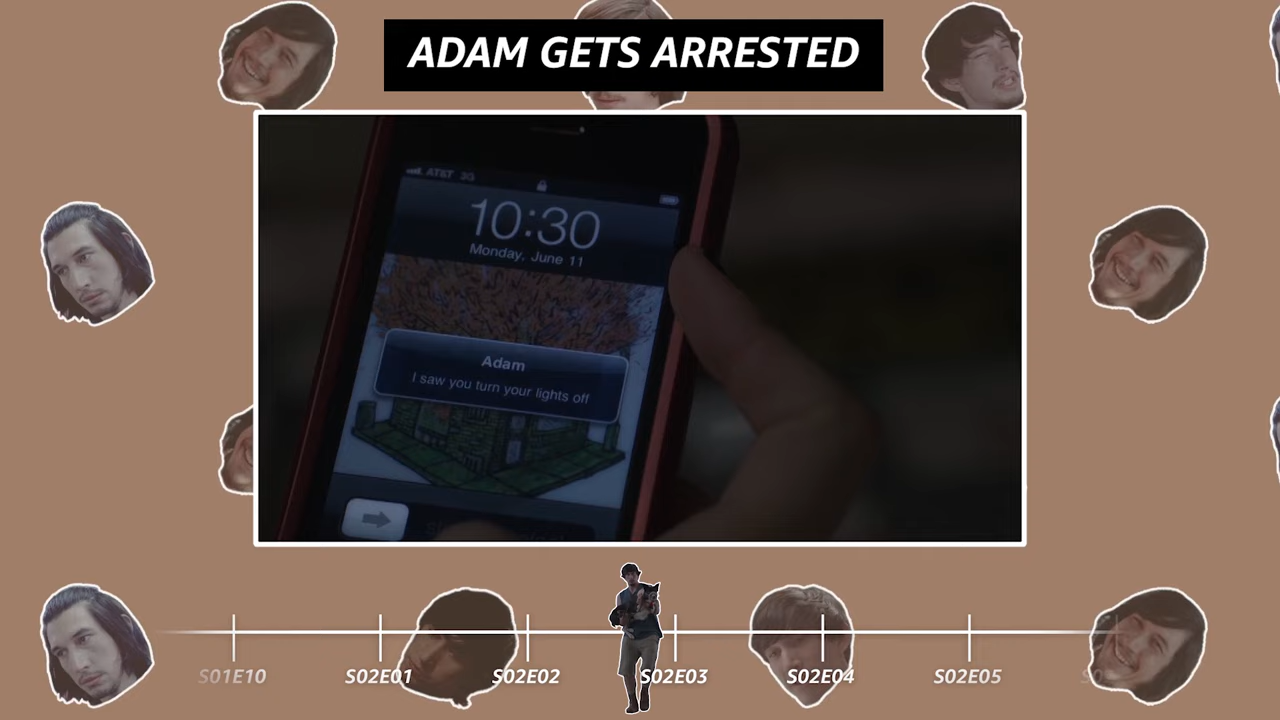 ADAM GETS ARRESTED
AT&T 3G
10:30
Monday, June 11
Adam
I saw you turn your lights off
S01E10 S02E01 S02E02 S02E03 S02E04 S02E05